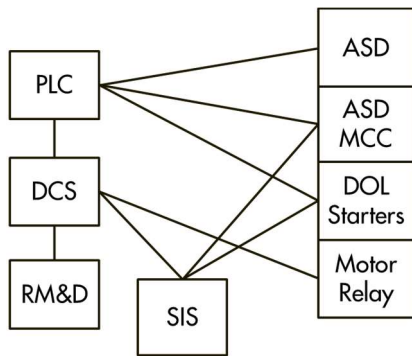 PLC
DCS
RM&D
SIS
ASD
ASD
MCC
DOL
Starters
Motor
Relay